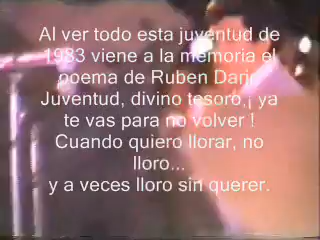 Al ver todo esta juventud de
1983 viene a la memoria el
poema de Ruben Dario
Juventud, divino tesoro,¡ ya
te vas para no volver !
Cuando quiero llorar, no
lloro...
y a veces lloro sin querer.